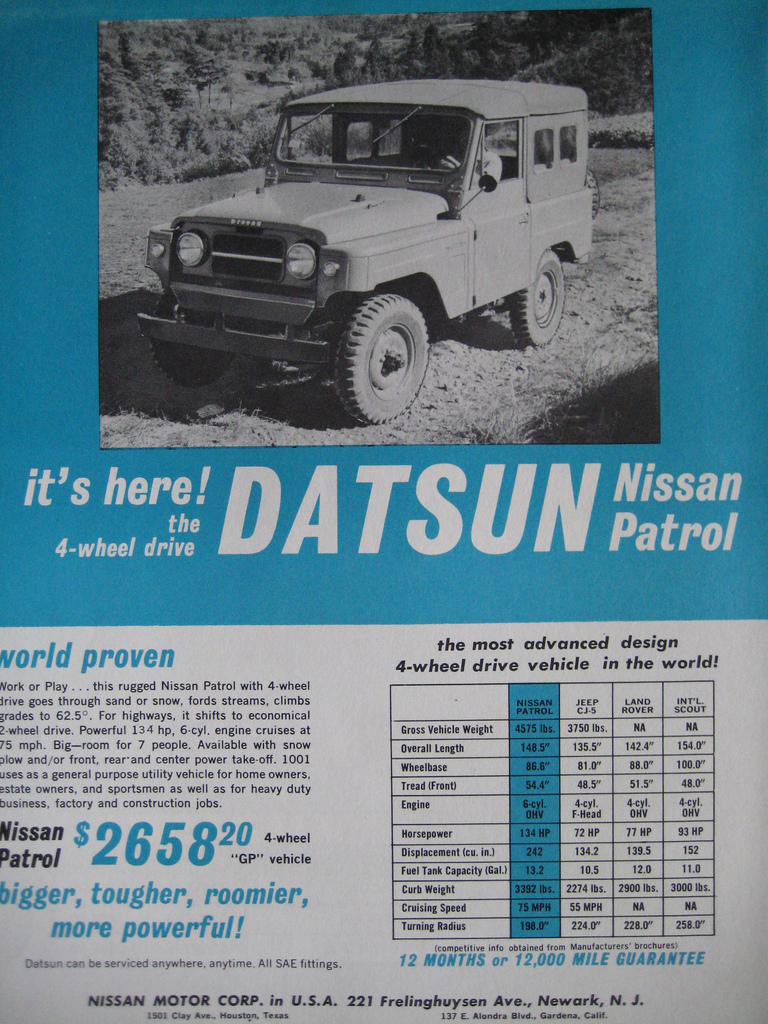 NISSAN
it's here!
the
4-wheel drive
DATSUN
Nissan
Patrol
world proven
Work or Play . . . this rugged Nissan Patrol with 4-wheel
drive goes through sand or snow, fords streams, climbs
grades to 62.5°. For highways, it shifts to economical
2-wheel drive. Powerful 134 hp, 6-cyl. engine cruises at
75 mph. Big—room for 7 people. Available with snow
plow and/or front, rear and center power take-off. 1001
uses as a general purpose utility vehicle for home owners,
estate owners, and sportsmen as well as for heavy duty
business, factory and construction jobs.
Nissan
Patrol
$2658.20
4-wheel
"GP" vehicle
bigger, tougher, roomier,
more powerful!
Datsun can be serviced anywhere, anytime. All SAE fittings.
the most advanced design
4-wheel drive vehicle in the world!
NISSAN PATROL JEEP CJ-5 LAND ROVER INT'L. SCOUT
Gross Vehicle Weight 4575 lbs. 3750 lbs. NA NA
Overall Length 148.5" 135.5" 142.4" 154.0"
Wheelbase 86.6" 81.0" 88.0" 100.0"
Tread (Front) 54.4" 48.5" 51.5" 48.0"
Engine 6-cyl. OHV 4-cyl. F-Head 4-cyl. OHV 4-cyl. OHV
Horsepower 134 HP 72 HP 77 HP 93 HP
Displacement (cu. in.) 242 134.2 139.5 152
Fuel Tank Capacity (Gal.) 13.2 10.5 12.0 11.0
Curb Weight 3392 lbs. 2274 lbs. 2900 lbs. 3000 lbs.
Cruising Speed 75 MPH 55 MPH NA NA
Turning Radius 198.0" 224.0" 228.0" 258.0"
(competitive info obtained from Manufacturers' brochures)
12 MONTHS or 12,000 MILE GUARANTEE
NISSAN MOTOR CORP. in U.S.A. 221 Frelinghuysen Ave., Newark, N. J.
1501 Clay Ave., Houston, Texas 137 E. Alondra Blvd., Gardena, Calif.